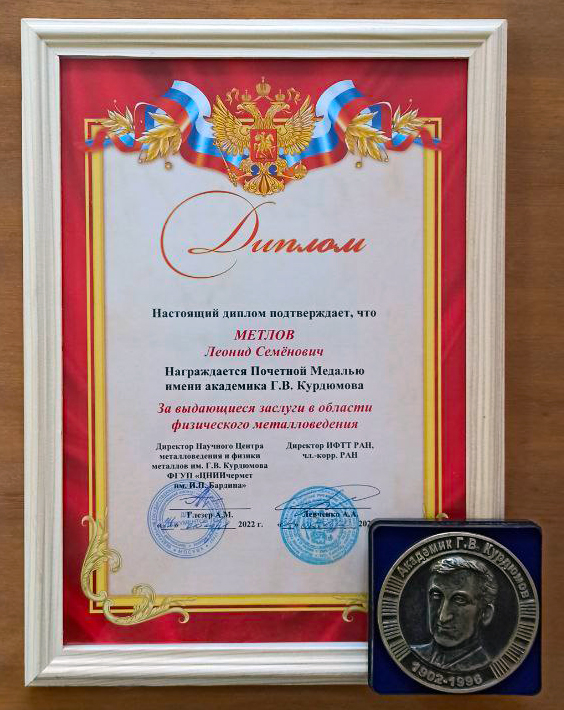 Диплом
Настоящий диплом подтверждает, что
МЕТЛОВ
Леонид Семёнович
Награждается Почетной Медалью
имени академика Г.В. Курдюмова
За выдающиеся заслуги в области
физического металловедения
Директор Научного Центра
металловедения и физики
металлов им. Г.В. Курдюмова
ФГУП «ЦНИИчермет
им. И.П. Бардина»
Глезер А.М.
2022 г.
Директор ИФТТ РАН,
чл.-корр. РАН
Левченко А.А.
Академик Г.В. Курдюмов
1902-1996